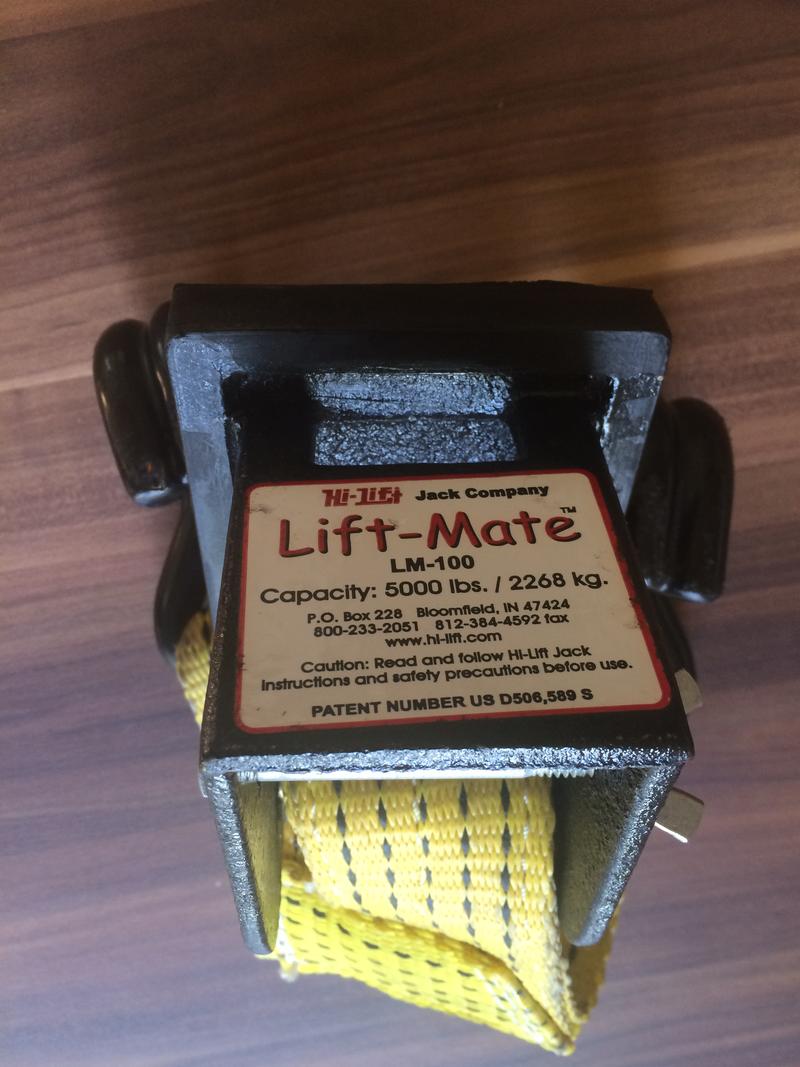 Hi-Lift Jack Company
Lift-Mate™
LM-100
Capacity: 5000 lbs. / 2268 kg.
P.O. Box 228 Bloomfield, IN 47424
800-233-2051 812-384-4592 fax
www.hi-lift.com
Caution: Read and follow Hi-Lift Jack
Instructions and safety precautions before use.
PATENT NUMBER US D506,589 S